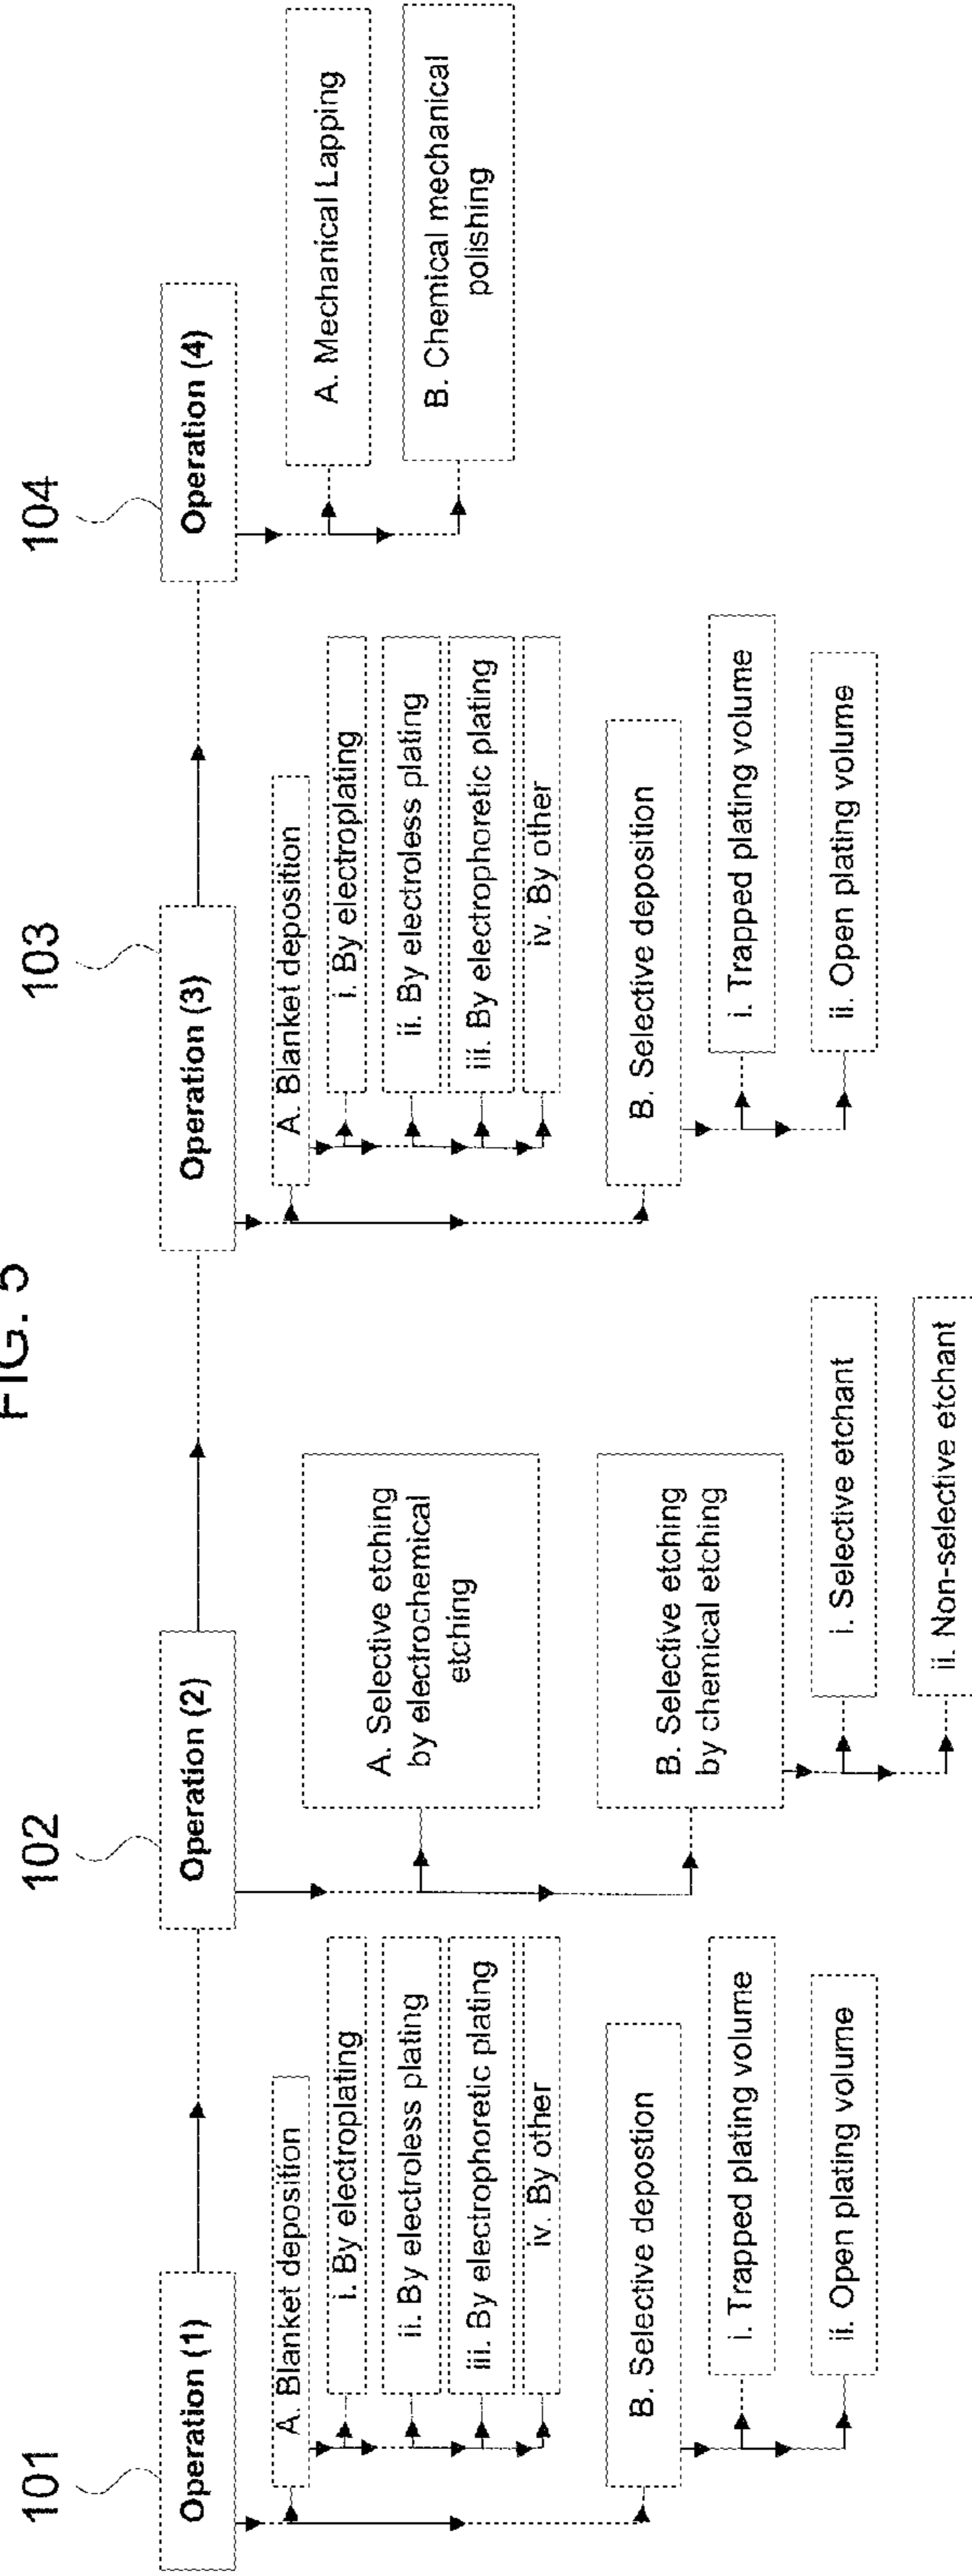 FIG. 5
101
Operation (1)
A. Blanket deposition
i. By electroplating
ii. By electroless plating
iii. By electrophoretic plating
iv. By other
B. Selective depostion
i. Trapped plating volume
ii. Open plating volume
102
Operation (2)
A. Selective etching
by electrochemical
etching
B. Selective etching
by chemical etching
i. Selective etchant
ii. Non-selective etchant
103
Operation (3)
A. Blanket deposition
i. By electroplating
ii. By electroless plating
iii. By electrophoretic plating
iv. By other
B. Selective deposition
i. Trapped plating volume
ii. Open plating volume
104
Operation (4)
A. Mechanical Lapping
B. Chemical mechanical
polishing